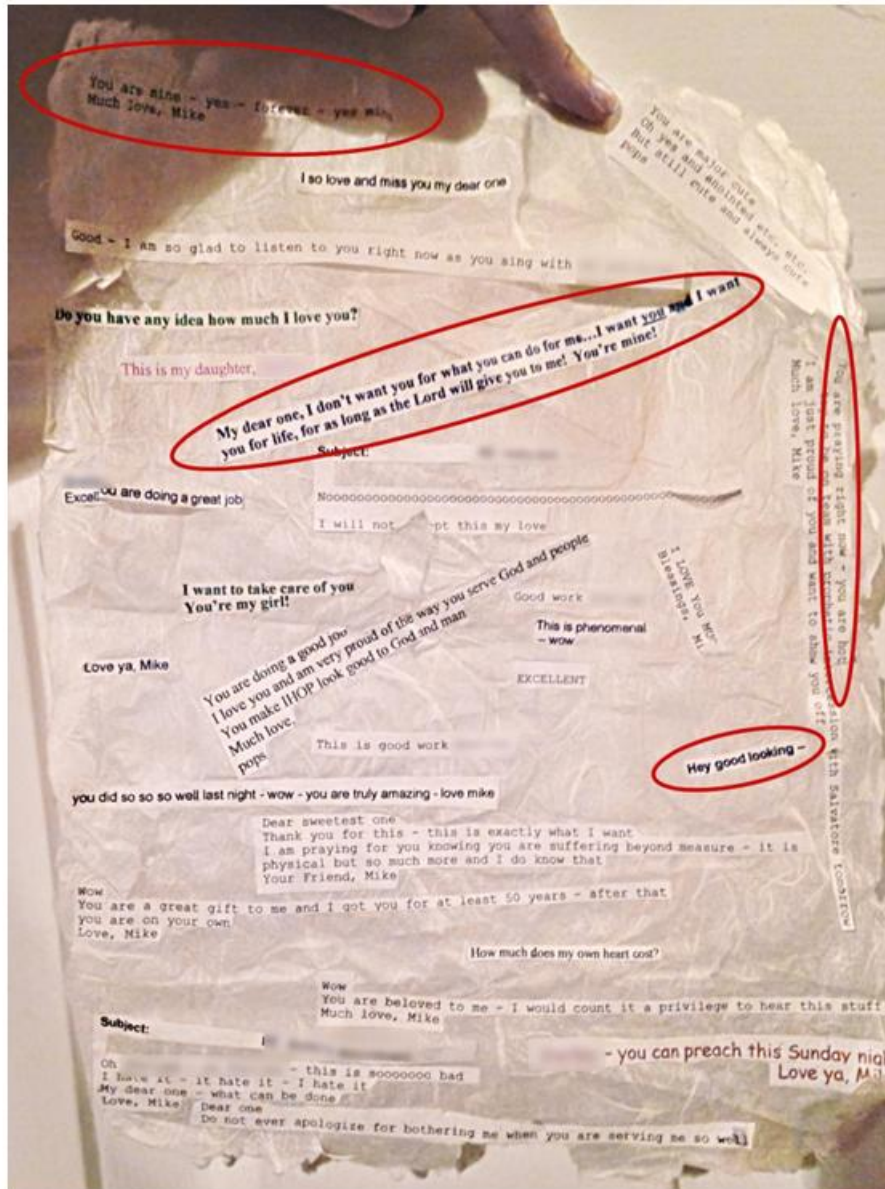 You are mine - yes - forever - yes mine
Much love, Mike
You are major cute
Oh yes and anointed etc. etc.
But still cute and always cute
pops
I so love and miss you my dear one
Good - I am so glad to listen to you right now as you sing with
Do you have any idea how much I love you?
This is my daughter,
My dear one, I don't want you for what you can do for me...I want you and I want
you for life, for as long as the Lord will give you to me! You're mine!
You are praying right now - you are hot
to be on team with session with Salvatore tomorrow
I am just proud of you and want to show you off
Much love, Mike
Subject:
Excel
ou are doing a great job
Nooooooooooooooooooooooooooooooooooooooooooooooooo
I will not pt this my love
I want to take care of you
You're my girl!
I LOVE You MO
Blessings, Mi
Good work
This is phenomenal
- wow
You are doing a good jo
I love you and am very proud of the way you serve God and people
You make IHOP look good to God and man
Much love,
pops
Love ya, Mike
EXCELLENT
This is good work
Hey good looking -
you did so so so well last night - wow - you are truly amazing - love mike
Dear sweetest one
Thank you for this - this is exactly what I want
I am praying for you knowing you are suffering beyond measure - it is
physical but so much more and I do know that
Your Friend, Mike
Wow
You are a great gift to me and I got you for at least 50 years - after that
you are on your own
Love, Mike
How much does my own heart cost?
Wow
You are beloved to me - I would count it a privilege to hear this stuff
Much love, Mike
Subject:
- you can preach this Sunday nig
Love ya, Mi
Oh - this is sooooooo bad
I hate it - it hate it - I hate it
My dear one - what can be done
Love, Mike
Dear one
Do not ever apologize for bothering me when you are serving me so well